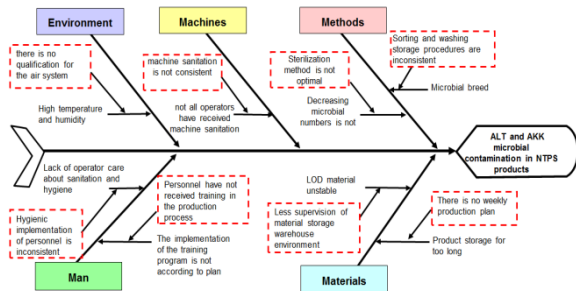 Environment
Machines
Methods
there is no
qualification for
the air system
machine sanitation
is not consistent
Sterilization
method is not
optimal
Sorting and washing
storage procedures are
inconsistent
High temperature
and humidity
not all operators
have received
machine sanitation
Decreasing
microbial
numbers is not
Microbial breed
ALT and AKK
microbial
contamination in NTPS
products
Lack of operator care
about sanitation and
hygiene
Personnel have not
received training in
the production
process
LOD material
unstable
There is no weekly
production plan
Hygienic
implementation
of personnel is
inconsistent
The implementation
of the training
program is not
according to plan
Less supervision of
material storage
warehouse
environment
Product storage for
too long
Man
Materials